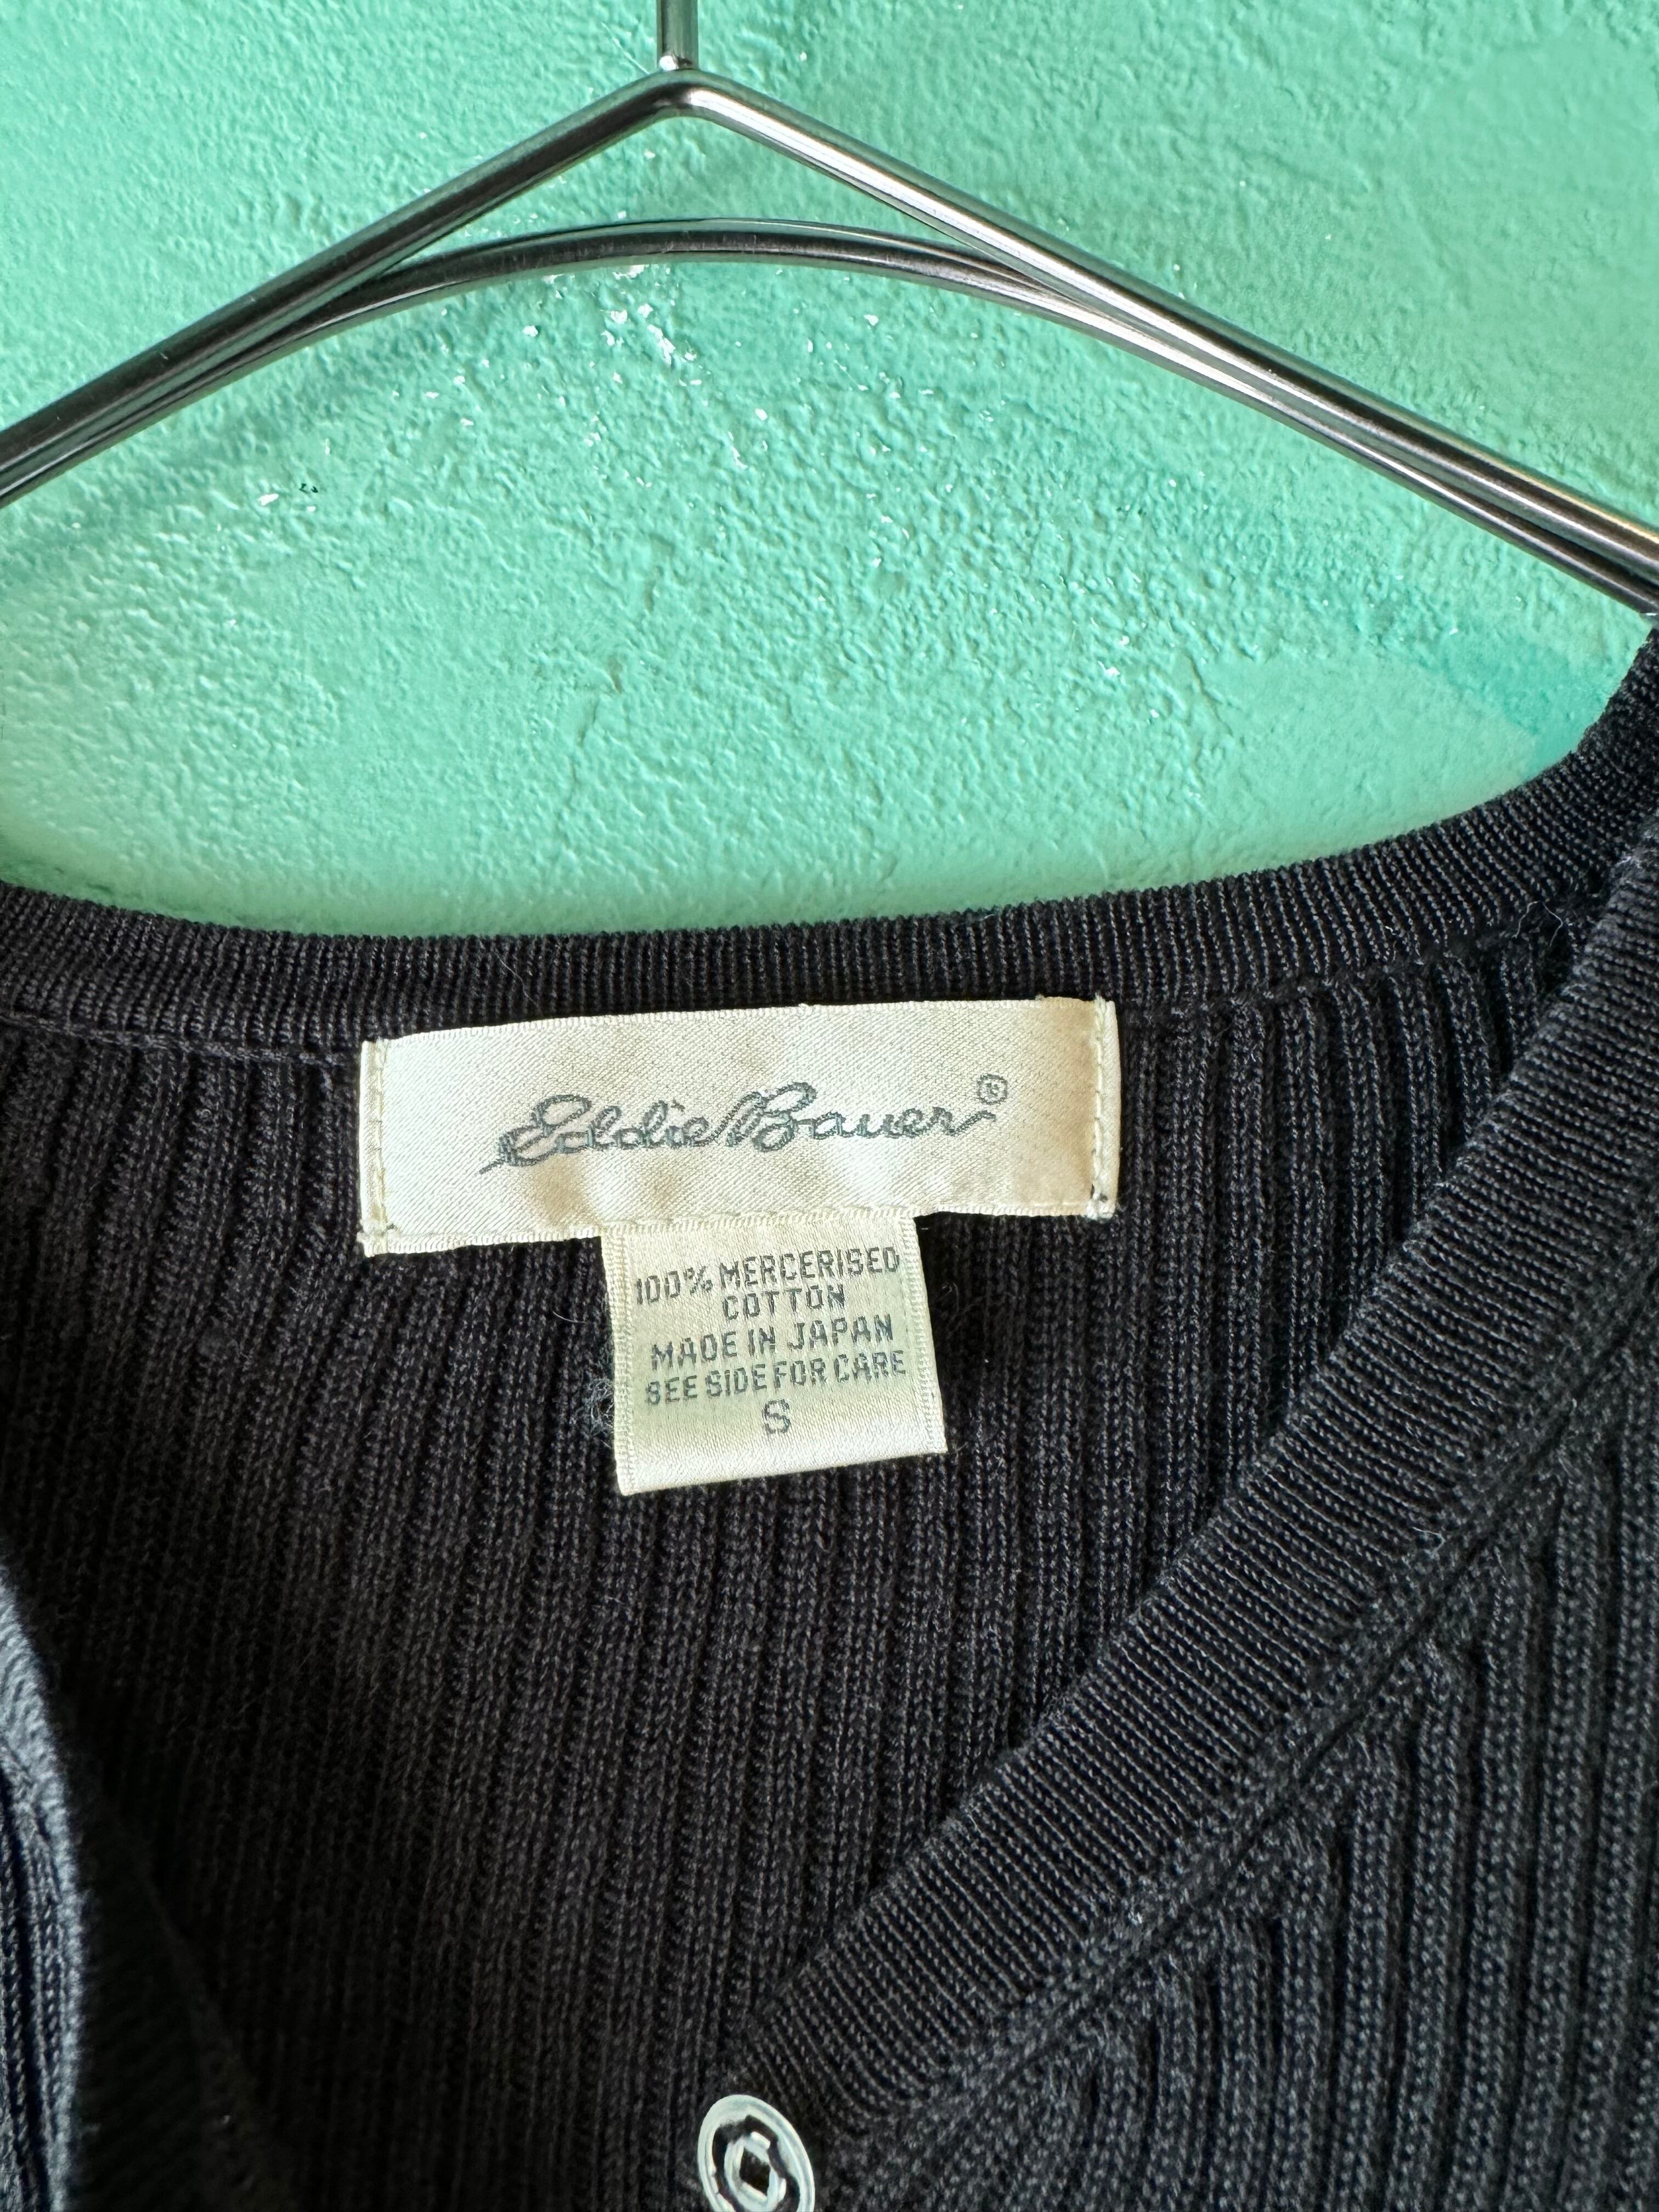 Eddie Bauer®
100% MERCERISED
COTTON
MADE IN JAPAN
SEE SIDE FOR CARE
S